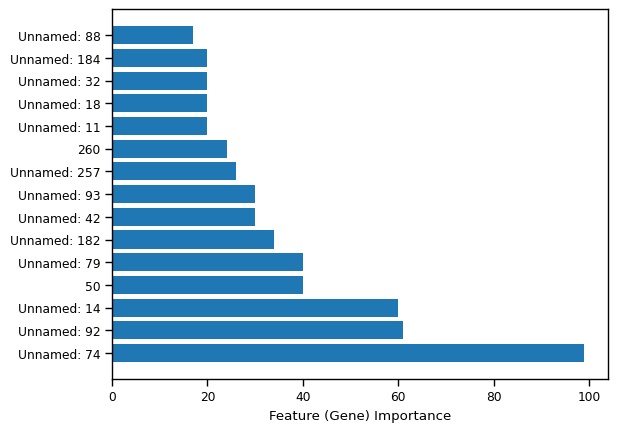 Unnamed: 88
Unnamed: 184
Unnamed: 32
Unnamed: 18
Unnamed: 11
260
Unnamed: 257
Unnamed: 93
Unnamed: 42
Unnamed: 182
Unnamed: 79
50
Unnamed: 14
Unnamed: 92
Unnamed: 74
0 20 40 60 80 100
Feature (Gene) Importance